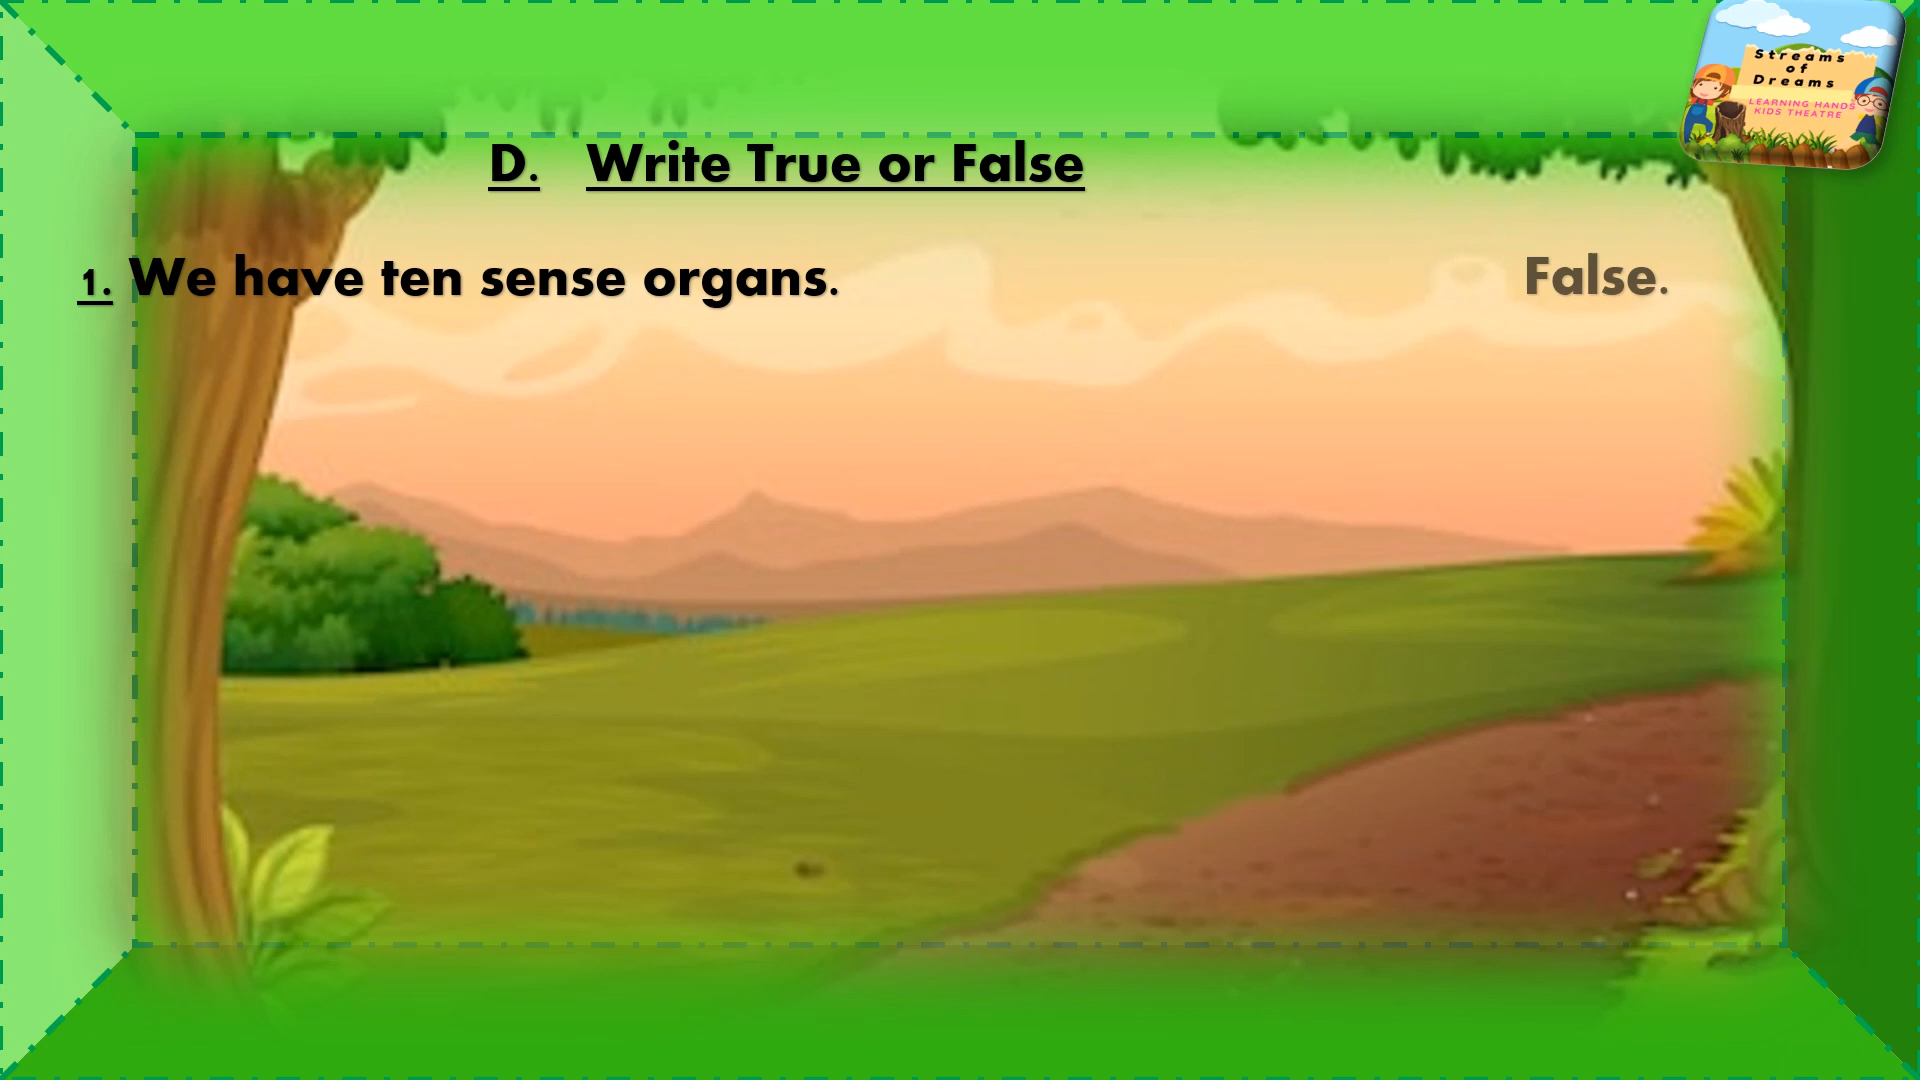 Streams
of
Dreams
LEARNING HANDS
KIDS THEATRE
D. Write True or False
1. We have ten sense organs. False.